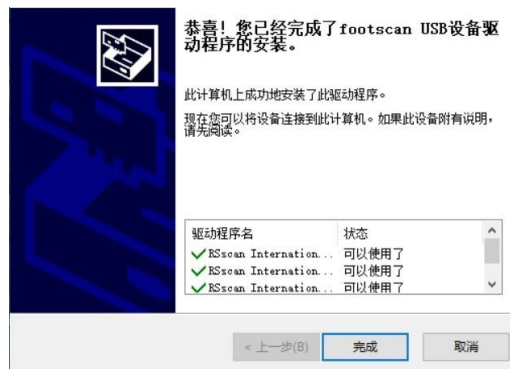 恭喜！您已经完成了footscan USB设备驱
动程序的安装。
此计算机上成功地安装了此驱动程序。
现在您可以将设备连接到此计算机。如果此设备附有说明，
请先阅读。
驱动程序名 状态
RSscan Internation... 可以使用了
RSscan Internation... 可以使用了
RSscan Internation... 可以使用了
< 上一步(B) 完成 取消